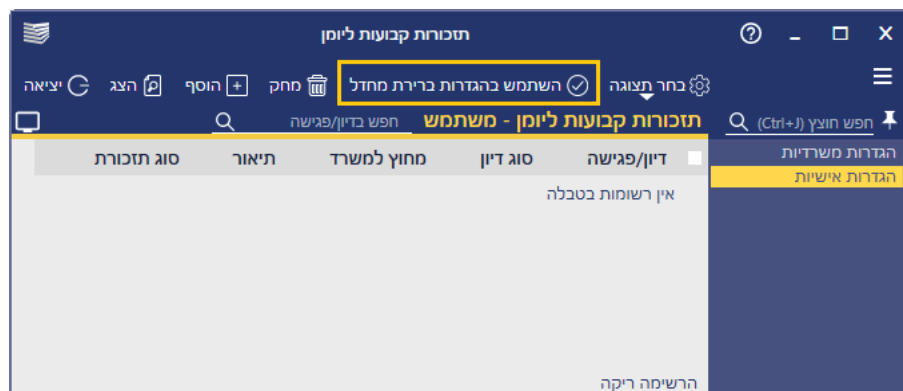 תזכורות קבועות ליומן
בחר תצוגה השתמש בהגדרות ברירת מחדל מחק הוסף הצג יציאה
חפש חוצץ (Ctrl+J) תזכורות קבועות ליומן - משתמש חפש בדיון/פגישה
הגדרות משרדיות
הגדרות אישיות
דיון/פגישה סוג דיון מחוץ למשרד תיאור סוג תזכורת
אין רשומות בטבלה
הרשימה ריקה